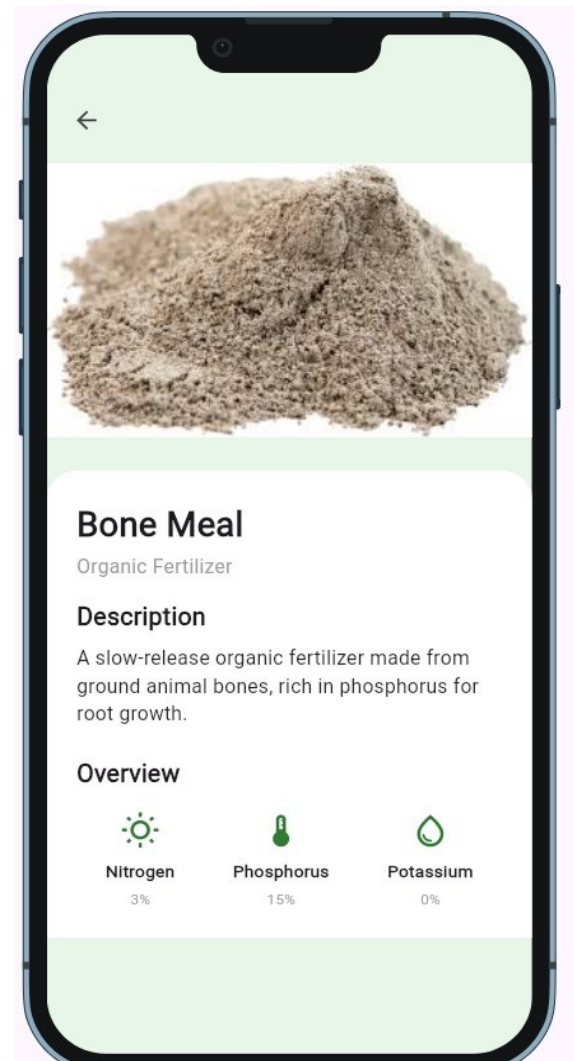 Bone Meal
Organic Fertilizer
Description
A slow-release organic fertilizer made from
ground animal bones, rich in phosphorus for
root growth.
Overview
Nitrogen Phosphorus Potassium
3% 15% 0%